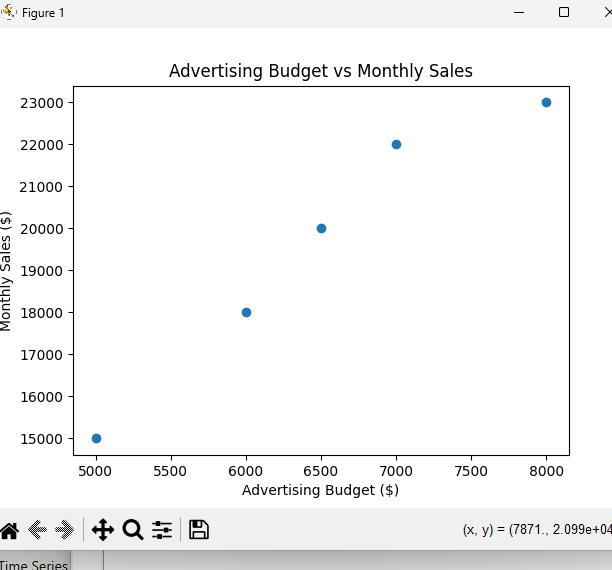 Figure 1
Advertising Budget vs Monthly Sales
23000
22000
21000
20000
19000
18000
17000
16000
15000
Monthly Sales ($)
5000 5500 6000 6500 7000 7500 8000
Advertising Budget ($)
(x, y) = (7871., 2.099e+04
Time Series